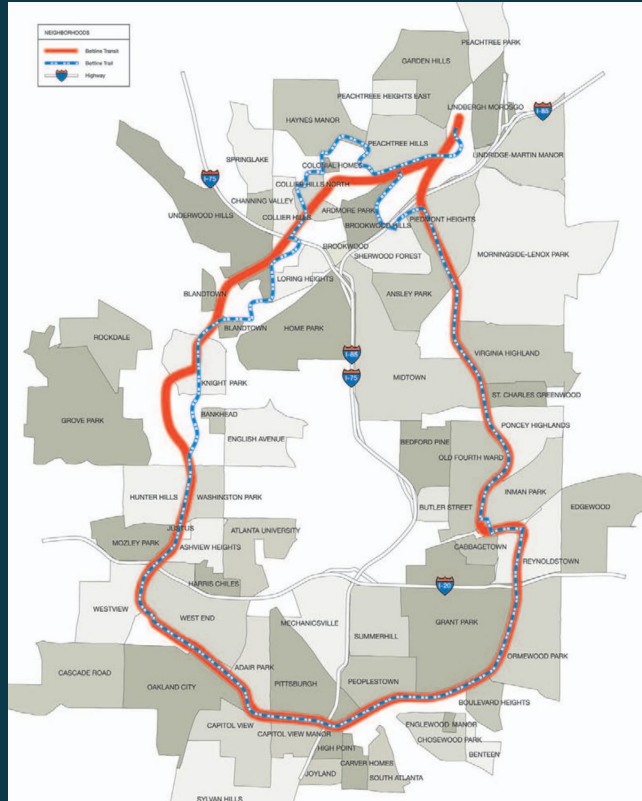 NEIGHBORHOODS
Beltline Transit
Beltline Trail
Highway
PEACHTREE PARK
GARDEN HILLS
PEACHTREEE HEIGHTS EAST
LINDBERGH MOROSGO
I-85
HAYNES MANOR
PEACHTREE HILLS
LINDRIDGE-MARTIN MANOR
SPRINGLAKE
COLONIAL HOMES
I-75
COLLIER HILLS NORTH
CHANNING VALLEY
ARDMORE PARK
UNDERWOOD HILLS
COLLIER HILLS
BROOKWOOD HILLS
PIEDMONT HEIGHTS
BROOKWOOD
SHERWOOD FOREST
MORNINGSIDE-LENOX PARK
LORING HEIGHTS
BLANDTOWN
ANSLEY PARK
BLANDTOWN
HOME PARK
ROCKDALE
I-85
VIRGINIA HIGHLAND
I-75
MIDTOWN
KNIGHT PARK
ST. CHARLES GREENWOOD
GROVE PARK
BANKHEAD
PONCEY HIGHLANDS
ENGLISH AVENUE
BEDFORD PINE
OLD FOURTH WARD
HUNTER HILLS
WASHINGTON PARK
INMAN PARK
BUTLER STREET
EDGEWOOD
ATLANTA UNIVERSITY
MOZLEY PARK
ASHVIEW HEIGHTS
CABBAGETOWN
REYNOLDSTOWN
HARRIS CHILES
I-20
WESTVIEW
WEST END
MECHANICSVILLE
GRANT PARK
SUMMERHILL
ADAIR PARK
ORMEWOOD PARK
CASCADE ROAD
OAKLAND CITY
PITTSBURGH
PEOPLESTOWN
BOULEVARD HEIGHTS
CAPITOL VIEW
CAPITOL VIEW MANOR
ENGLEWOOD MANOR
CHOSEWOOD PARK
HIGH POINT
BENTEEN
CARVER HOMES
JOYLAND
SOUTH ATLANTA
SYLVAN HILLS